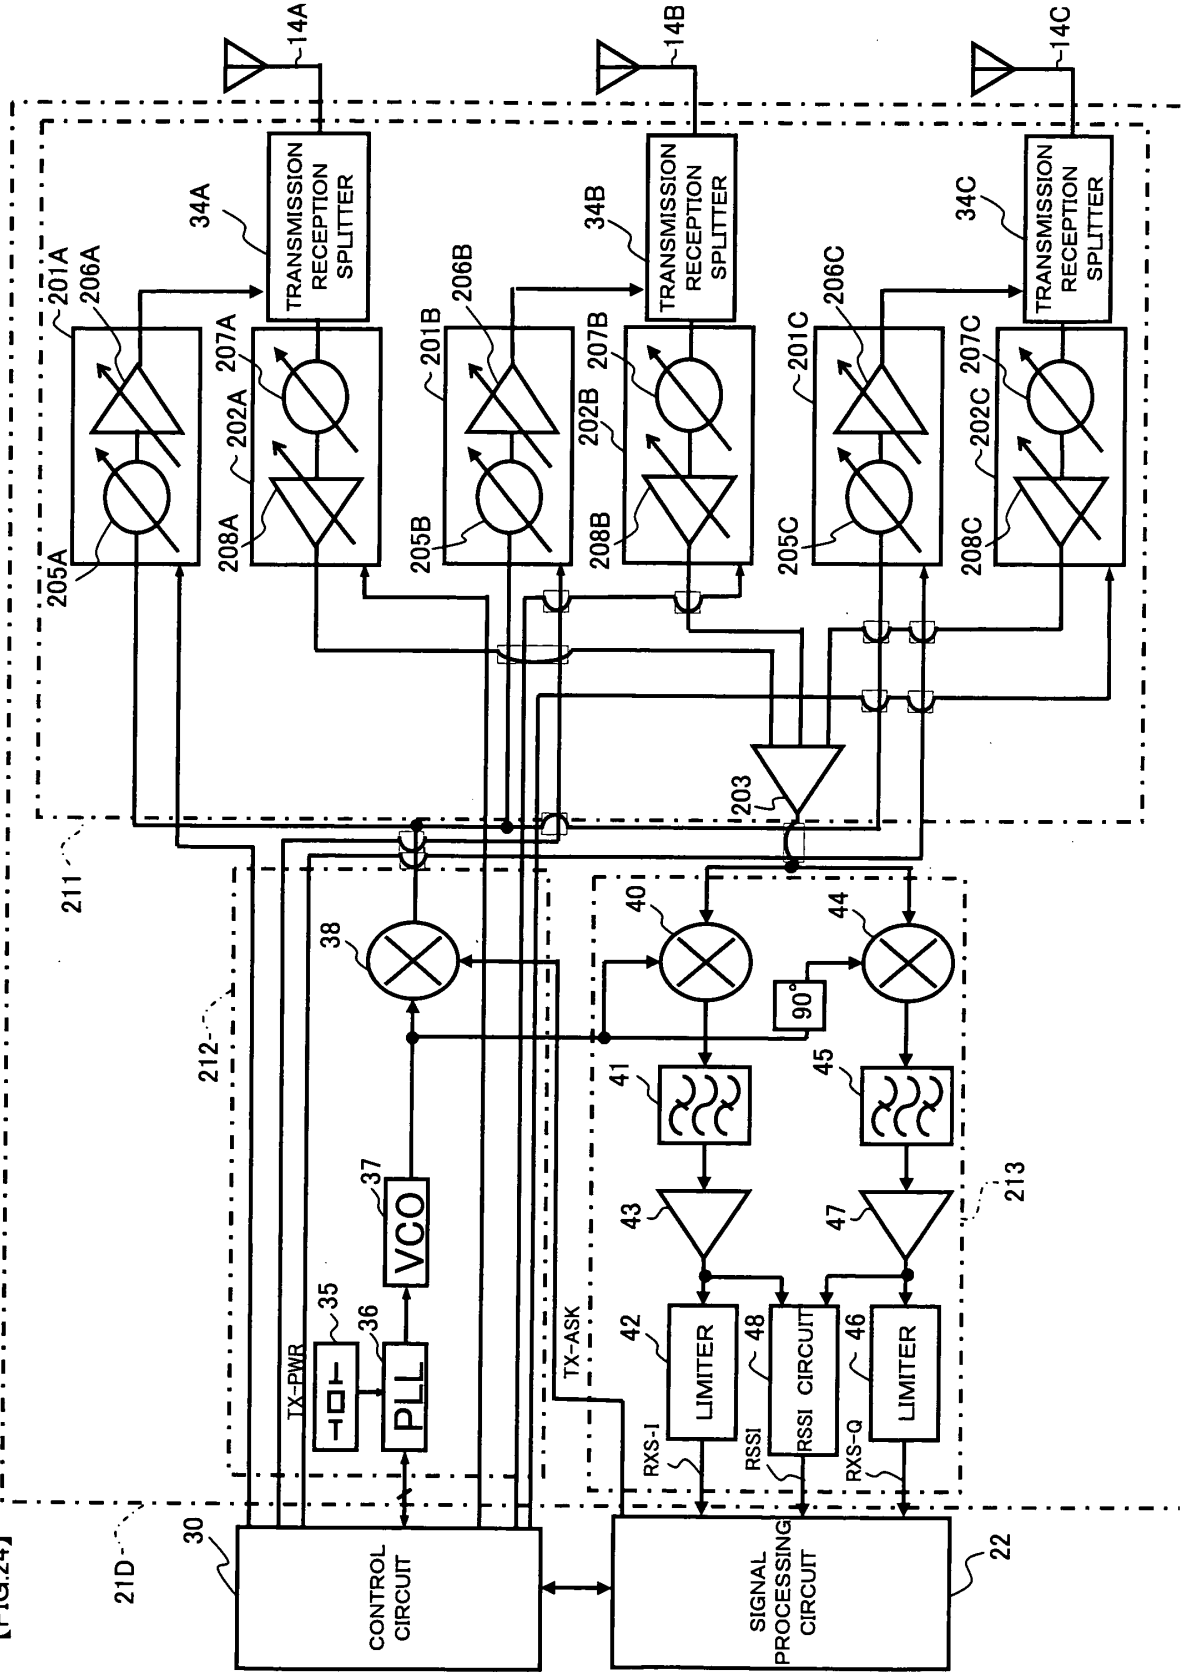 【FIG.24】
14A
14B
14C
34A
TRANSMISSION
RECEPTION
SPLITTER
34B
TRANSMISSION
RECEPTION
SPLITTER
34C
TRANSMISSION
RECEPTION
SPLITTER
201A
206A
205A
207A
202A
208A
201B
206B
205B
207B
202B
208B
201C
206C
205C
207C
202C
208C
203
211
212
213
21D
38
40
44
90°
41
45
43
47
37
VCO
35
36
PLL
TX-PWR
TX-ASK
42
LIMITER
48
RSSI CIRCUIT
46
LIMITER
RXS-I
RSSI
RXS-Q
30
CONTROL
CIRCUIT
22
SIGNAL
PROCESSING
CIRCUIT